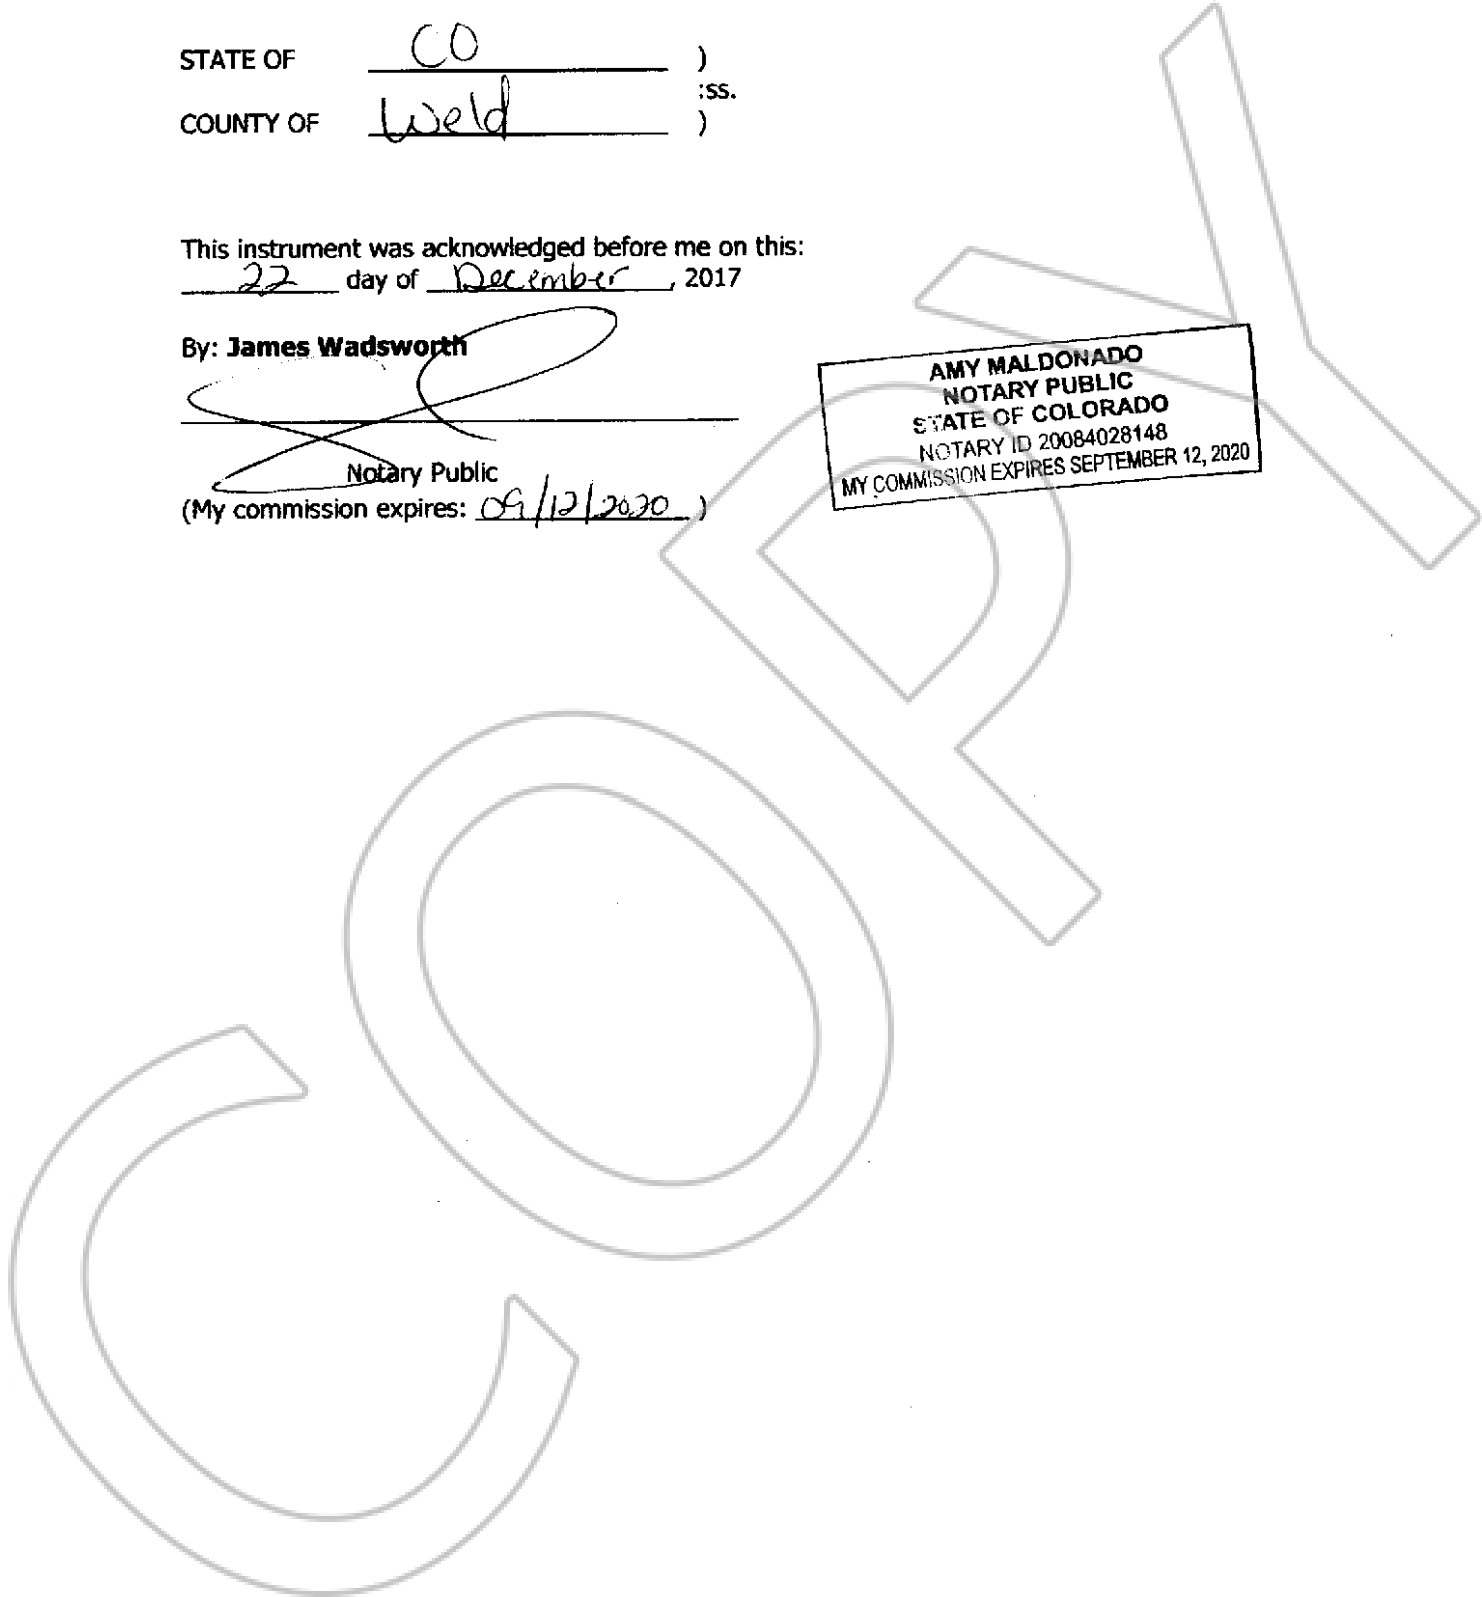 STATE OF CO )
:ss.
COUNTY OF Weld )
This instrument was acknowledged before me on this:
22 day of December, 2017
By: James Wadsworth
Notary Public
(My commission expires: 09/12/2020 )
AMY MALDONADO
NOTARY PUBLIC
STATE OF COLORADO
NOTARY ID 20084028148
MY COMMISSION EXPIRES SEPTEMBER 12, 2020
COPY